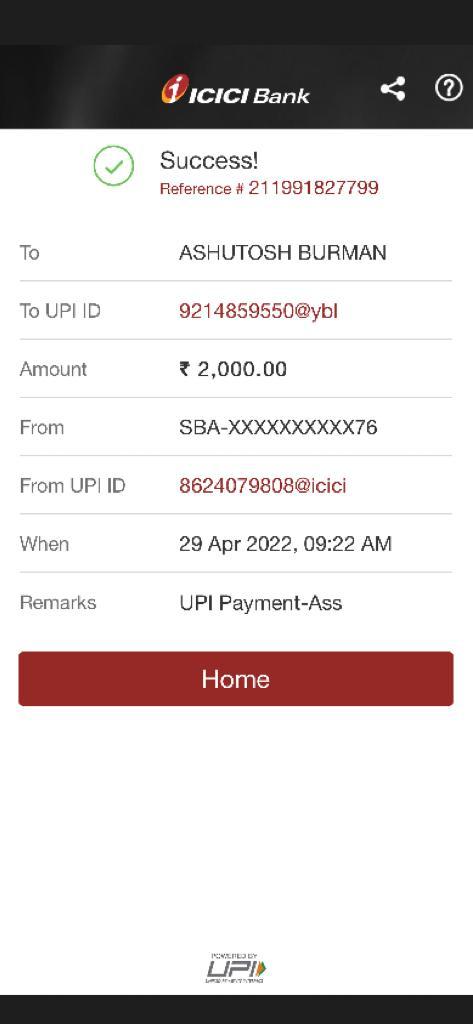 ICICI Bank
Success!
Reference # 211991827799
To ASHUTOSH BURMAN
To UPI ID 9214859550@ybl
Amount ₹ 2,000.00
From SBA-XXXXXXXXXX76
From UPI ID 8624079808@icici
When 29 Apr 2022, 09:22 AM
Remarks UPI Payment-Ass
Home
POWERED BY
UPI